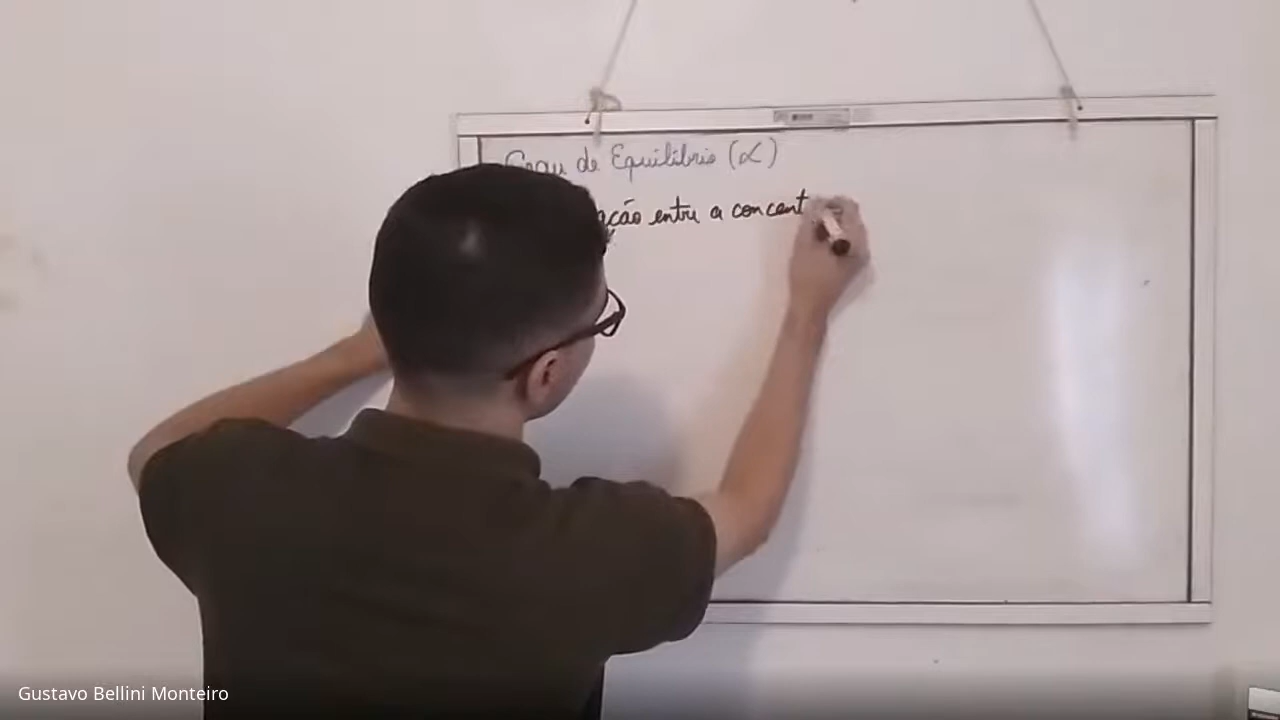 Grau de Equilíbrio (α)
ação entre a concent
Gustavo Bellini Monteiro